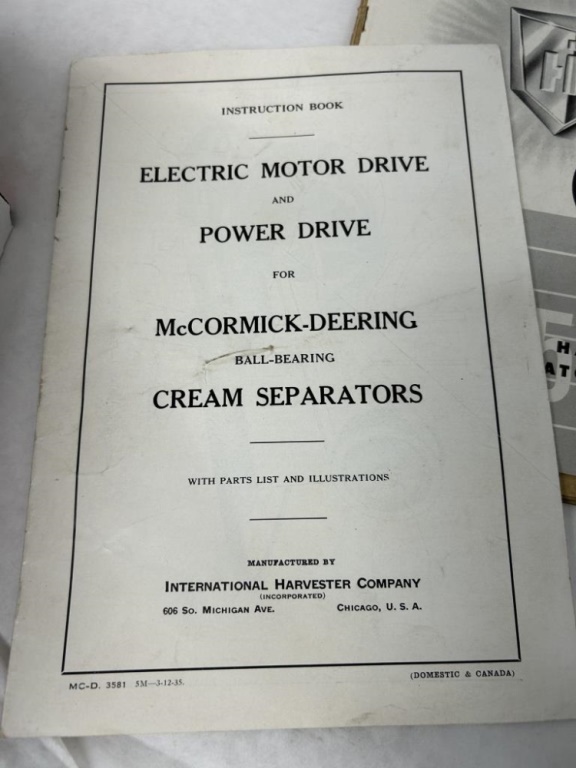 INSTRUCTION BOOK
ELECTRIC MOTOR DRIVE
AND
POWER DRIVE
FOR
McCORMICK-DEERING
BALL-BEARING
CREAM SEPARATORS
WITH PARTS LIST AND ILLUSTRATIONS
MANUFACTURED BY
INTERNATIONAL HARVESTER COMPANY
(INCORPORATED)
606 SO. MICHIGAN AVE. CHICAGO, U. S. A.
MC-D. 3581 5M—3-12-35.
(DOMESTIC & CANADA)